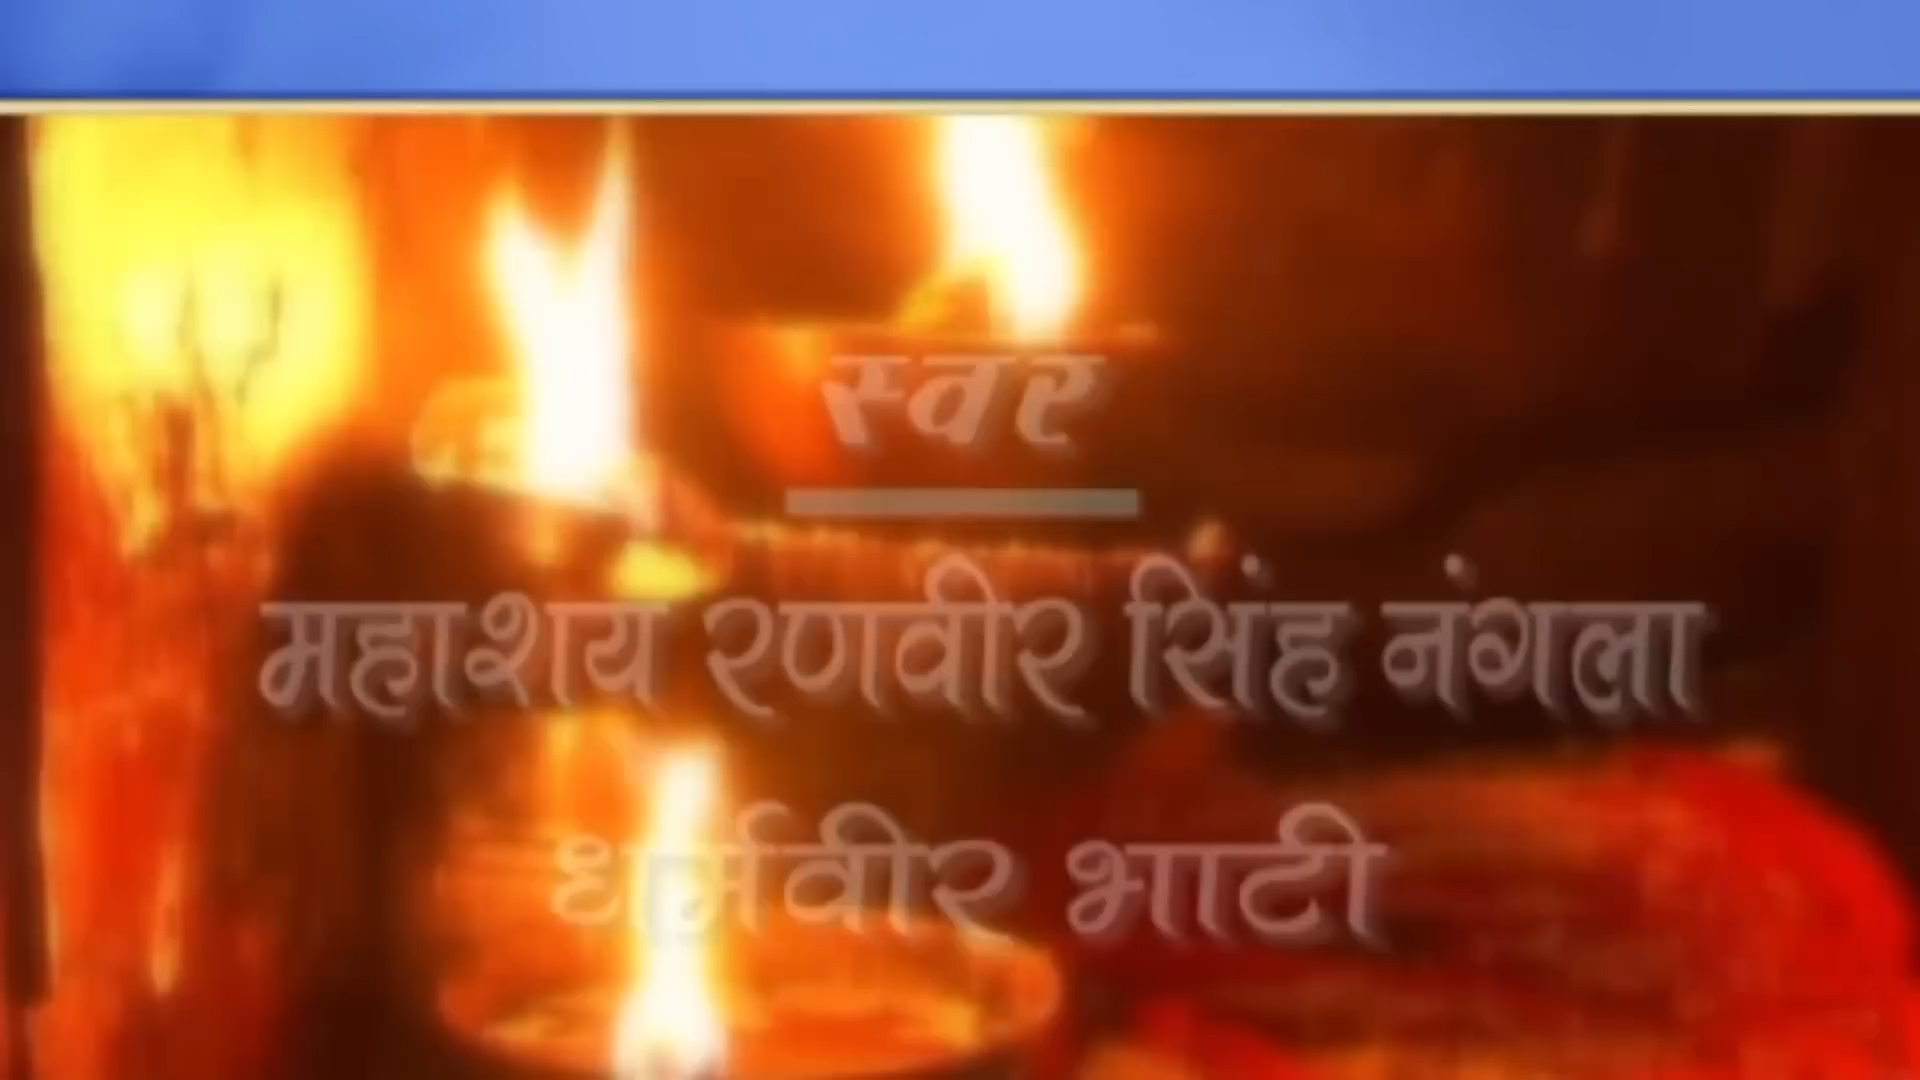 स्वर
महाशय रणवीर सिंह नंगला
धर्मवीर भाटी